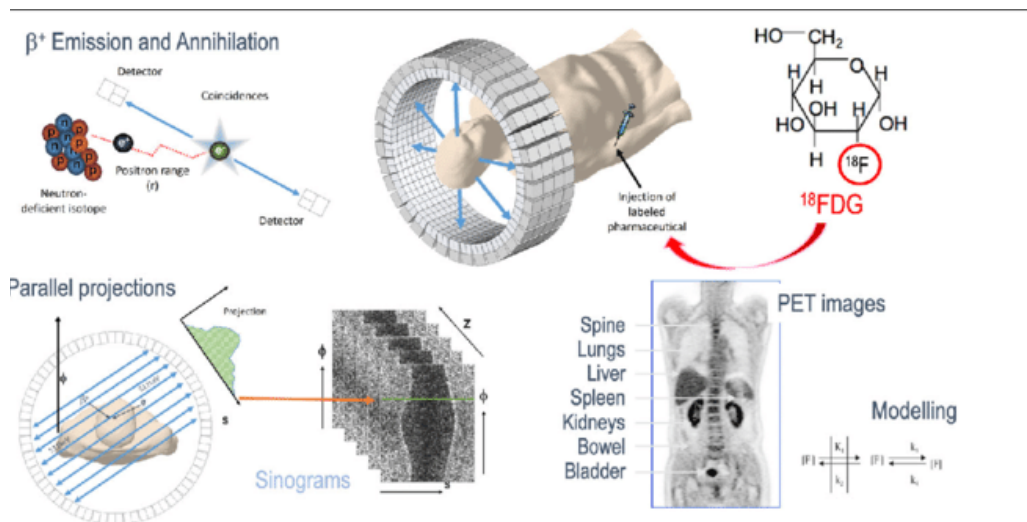 β⁺ Emission and Annihilation
Detector
Coincidences
p
n
Positron range
(r)
Neutron-
deficient isotope
Detector
Injection of
labeled
pharmaceutical
HO—CH₂
O
H
H
H
OH
H
HO
OH
H
¹⁸F
¹⁸FDG
Parallel projections
Projection
ϕ
s
Z
ϕ
ϕ
s
Sinograms
PET images
Spine
Lungs
Liver
Spleen
Kidneys
Bowel
Bladder
Modelling